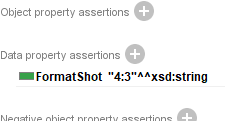 Object property assertions
Data property assertions
FormatShot "4:3"^^xsd:string
Negative object property assertions